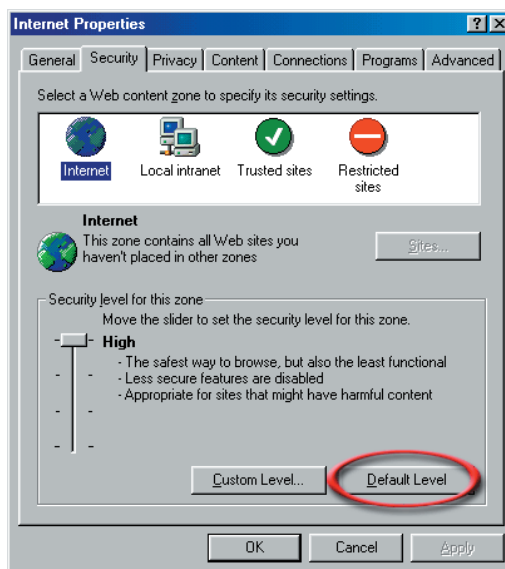 Internet Properties
General Security Privacy Content Connections Programs Advanced
Select a Web content zone to specify its security settings.
Internet Local intranet Trusted sites Restricted
sites
Internet
This zone contains all Web sites you
haven't placed in other zones
Sites...
Security level for this zone
Move the slider to set the security level for this zone.
High
- The safest way to browse, but also the least functional
- Less secure features are disabled
- Appropriate for sites that might have harmful content
Custom Level... Default Level
OK Cancel Apply